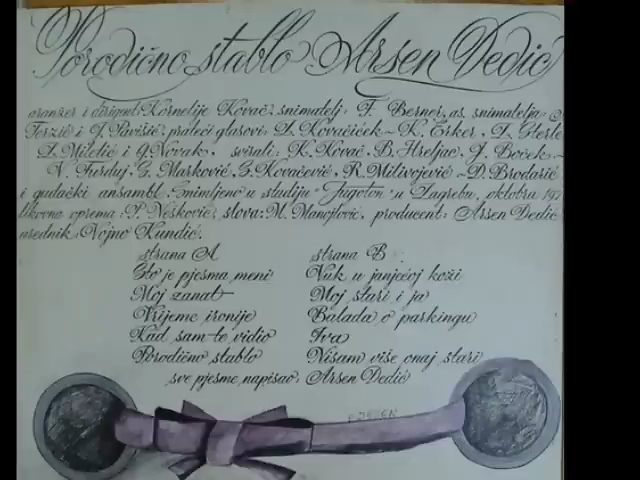 Porodično stablo Arsen Dedić
aranžer i dirigent: Kornelije Kovač, snimatelj: F. Berner, as. snimatelja:
Terzić i J. Pavišić, prateći glasovi: Z. Kovačiček ~ K. Erker, Z.
Z. Miletić i G. Novak, svirali: K. Kovač, B. Hreljac, J. Boček ~
V. Furduj, G. Marković, G. Kovačević, R. Milivojević ~ D. Brodarić
i gudački ansambl. Snimljeno u studiju "Jugoton" u Zagrebu, oktobra 197
likovna oprema: P. Nešković, slova: M. Manojlović, producent: Arsen Dedić
urednik: Vojno Kundić.
strana A
Što je pjesma meni
Moj zanat
Vrijeme ironije
Kad sam te vidio
Porodično stablo
strana B
Vuk u janjećoj koži
Moj stari i ja
Balada o parkingu
Iva
Nisam više onaj stari
sve pjesme napisao: Arsen Dedić